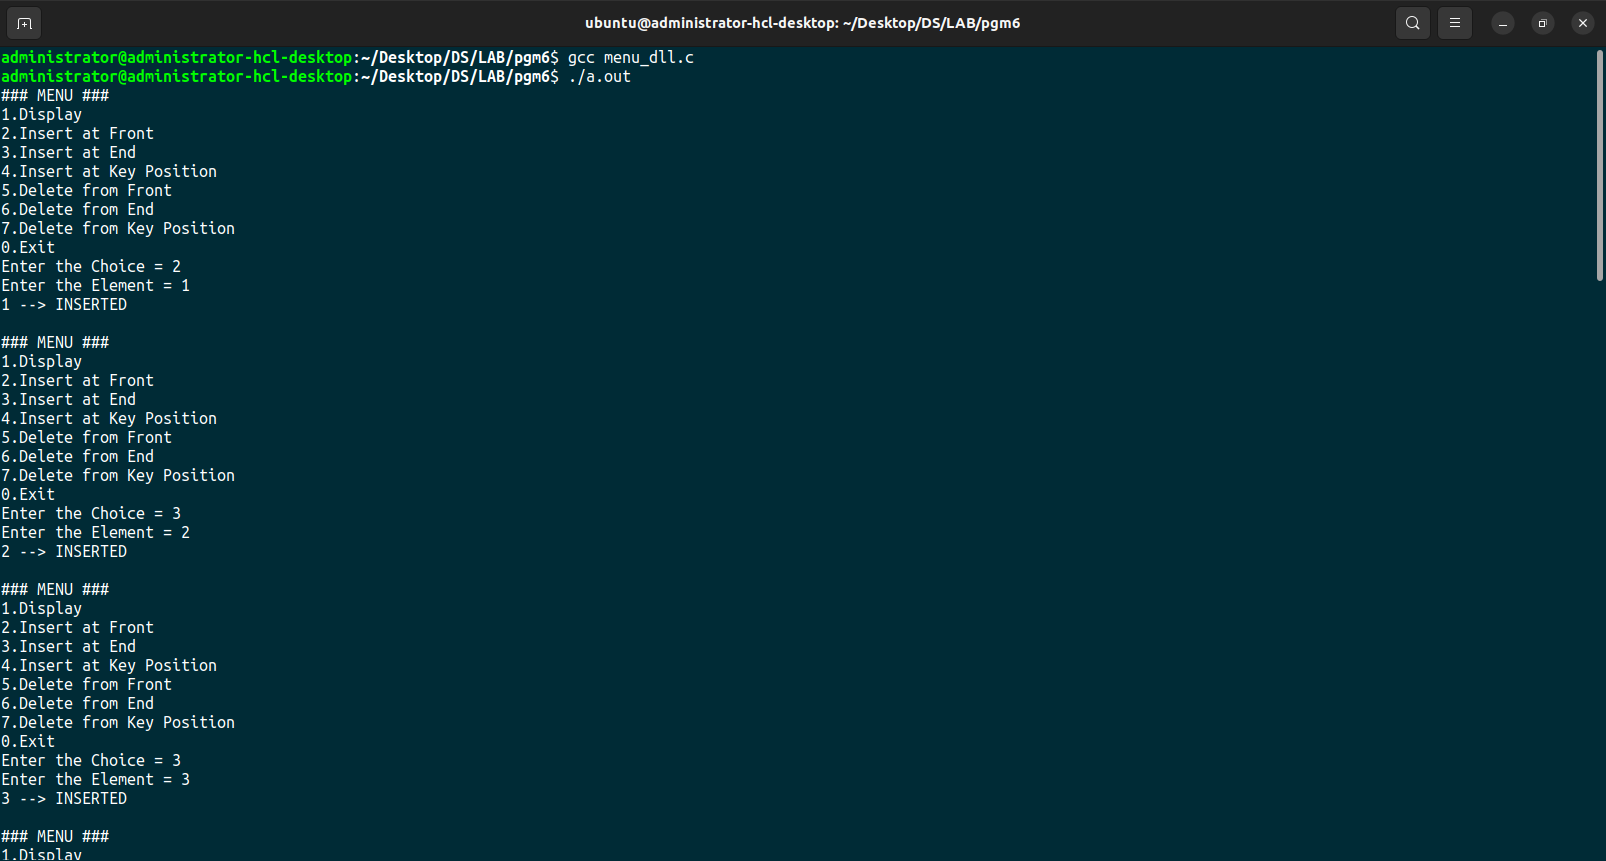 ubuntu@administrator-hcl-desktop: ~/Desktop/DS/LAB/pgm6
administrator@administrator-hcl-desktop:~/Desktop/DS/LAB/pgm6$ gcc menu_dll.c
administrator@administrator-hcl-desktop:~/Desktop/DS/LAB/pgm6$ ./a.out
### MENU ###
1.Display
2.Insert at Front
3.Insert at End
4.Insert at Key Position
5.Delete from Front
6.Delete from End
7.Delete from Key Position
0.Exit
Enter the Choice = 2
Enter the Element = 1
1 --> INSERTED

### MENU ###
1.Display
2.Insert at Front
3.Insert at End
4.Insert at Key Position
5.Delete from Front
6.Delete from End
7.Delete from Key Position
0.Exit
Enter the Choice = 3
Enter the Element = 2
2 --> INSERTED

### MENU ###
1.Display
2.Insert at Front
3.Insert at End
4.Insert at Key Position
5.Delete from Front
6.Delete from End
7.Delete from Key Position
0.Exit
Enter the Choice = 3
Enter the Element = 3
3 --> INSERTED

### MENU ###
1.Display